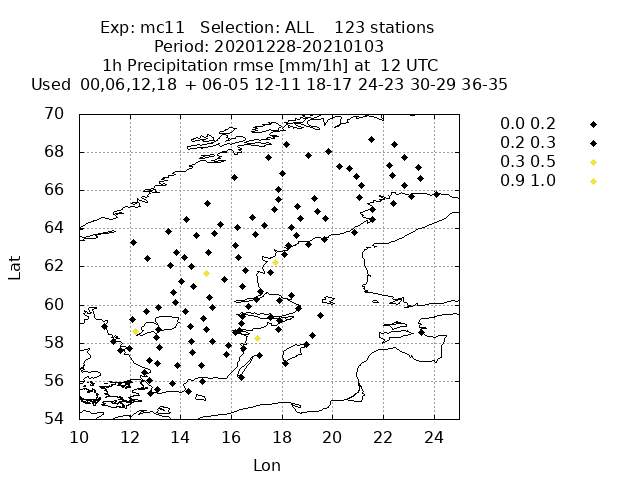 Exp: mc11 Selection: ALL 123 stations
Period: 20201228-20210103
1h Precipitation rmse [mm/1h] at 12 UTC
Used 00,06,12,18 + 06-05 12-11 18-17 24-23 30-29 36-35
0.0 0.2
0.2 0.3
0.3 0.5
0.9 1.0
70
68
66
64
62
60
58
56
54
Lat
10 12 14 16 18 20 22 24
Lon